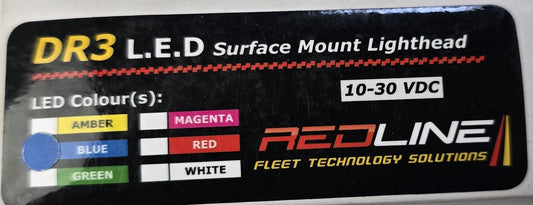 DR3 L.E.D Surface Mount Lighthead
10-30 VDC
LED Colour(s):
AMBER
MAGENTA
BLUE
RED
GREEN
WHITE
REDLINE
FLEET TECHNOLOGY SOLUTIONS